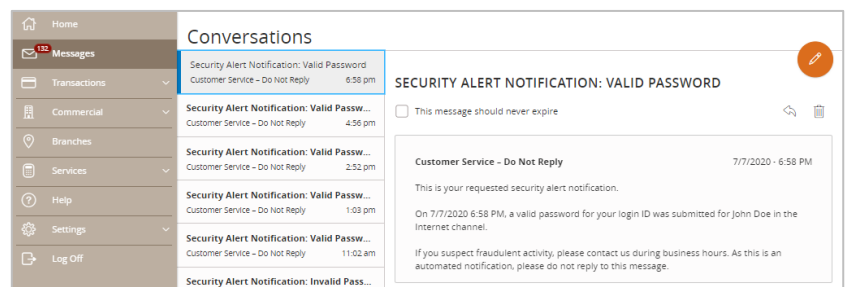 Home
132
Messages
Transactions
Commercial
Branches
Services
Help
Settings
Log Off
Conversations
Security Alert Notification: Valid Password
Customer Service – Do Not Reply 6:58 pm
Security Alert Notification: Valid Passw...
Customer Service – Do Not Reply 4:56 pm
Security Alert Notification: Valid Passw...
Customer Service – Do Not Reply 2:52 pm
Security Alert Notification: Valid Passw...
Customer Service – Do Not Reply 1:03 pm
Security Alert Notification: Valid Passw...
Customer Service – Do Not Reply 11:02 am
Security Alert Notification: Invalid Pass...
SECURITY ALERT NOTIFICATION: VALID PASSWORD
This message should never expire
Customer Service – Do Not Reply 7/7/2020 - 6:58 PM
This is your requested security alert notification.
On 7/7/2020 6:58 PM, a valid password for your login ID was submitted for John Doe in the
Internet channel.
If you suspect fraudulent activity, please contact us during business hours. As this is an
automated notification, please do not reply to this message.